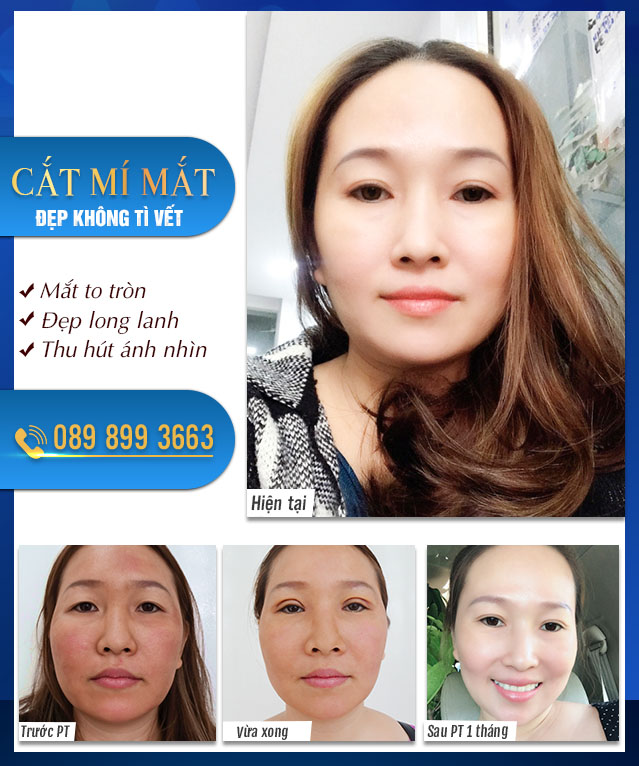 CẮT MÍ MẮT
ĐẸP KHÔNG TÌ VẾT
Mắt to tròn
Đẹp long lanh
Thu hút ánh nhìn
089 899 3663
Hiện tại
Trước PT
Vừa xong
Sau PT 1 tháng